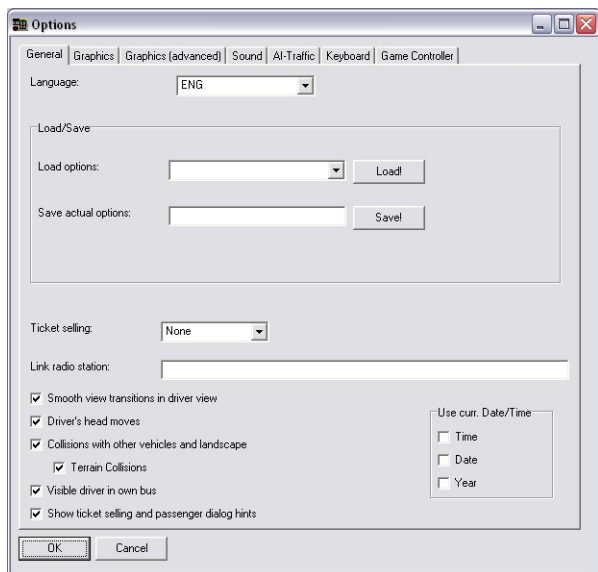 Options
General Graphics Graphics (advanced) Sound AI-Traffic Keyboard Game Controller
Language: ENG
Load/Save
Load options: Load!
Save actual options: Save!
Ticket selling: None
Link radio station:
Smooth view transitions in driver view
Driver's head moves
Collisions with other vehicles and landscape
Terrain Collisions
Visible driver in own bus
Show ticket selling and passenger dialog hints
Use curr. Date/Time
Time
Date
Year
OK Cancel